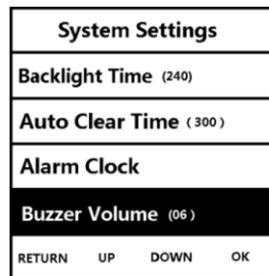 System Settings
Backlight Time (240)
Auto Clear Time (300)
Alarm Clock
Buzzer Volume (06)
RETURN UP DOWN OK